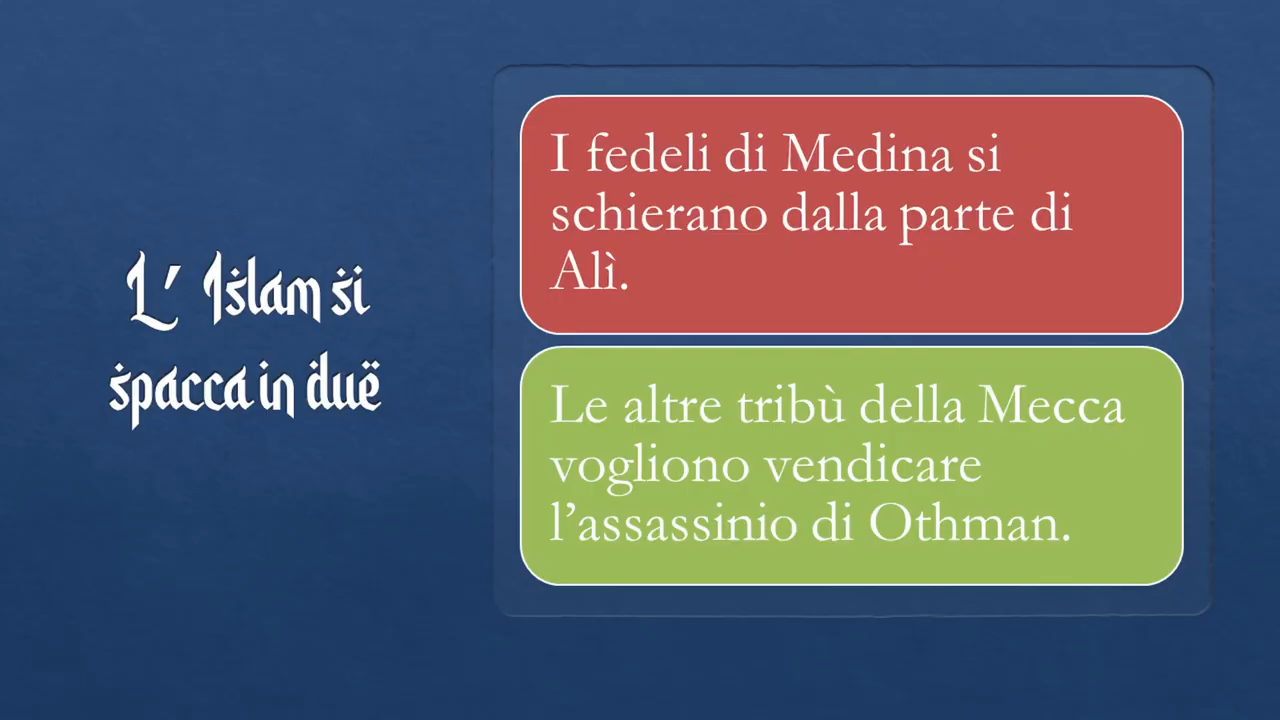 L' Islam si
spacca in due
I fedeli di Medina si
schierano dalla parte di
Alì.
Le altre tribù della Mecca
vogliono vendicare
l’assassinio di Othman.